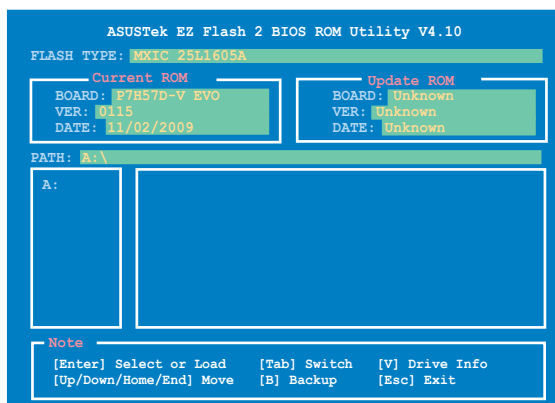 ASUSTek EZ Flash 2 BIOS ROM Utility V4.10
FLASH TYPE: MXIC 25L1605A
Current ROM
BOARD: P7H57D-V EVO
VER: 0115
DATE: 11/02/2009
Update ROM
BOARD: Unknown
VER: Unknown
DATE: Unknown
PATH: A:\
A:
Note
[Enter] Select or Load [Tab] Switch [V] Drive Info
[Up/Down/Home/End] Move [B] Backup [Esc] Exit